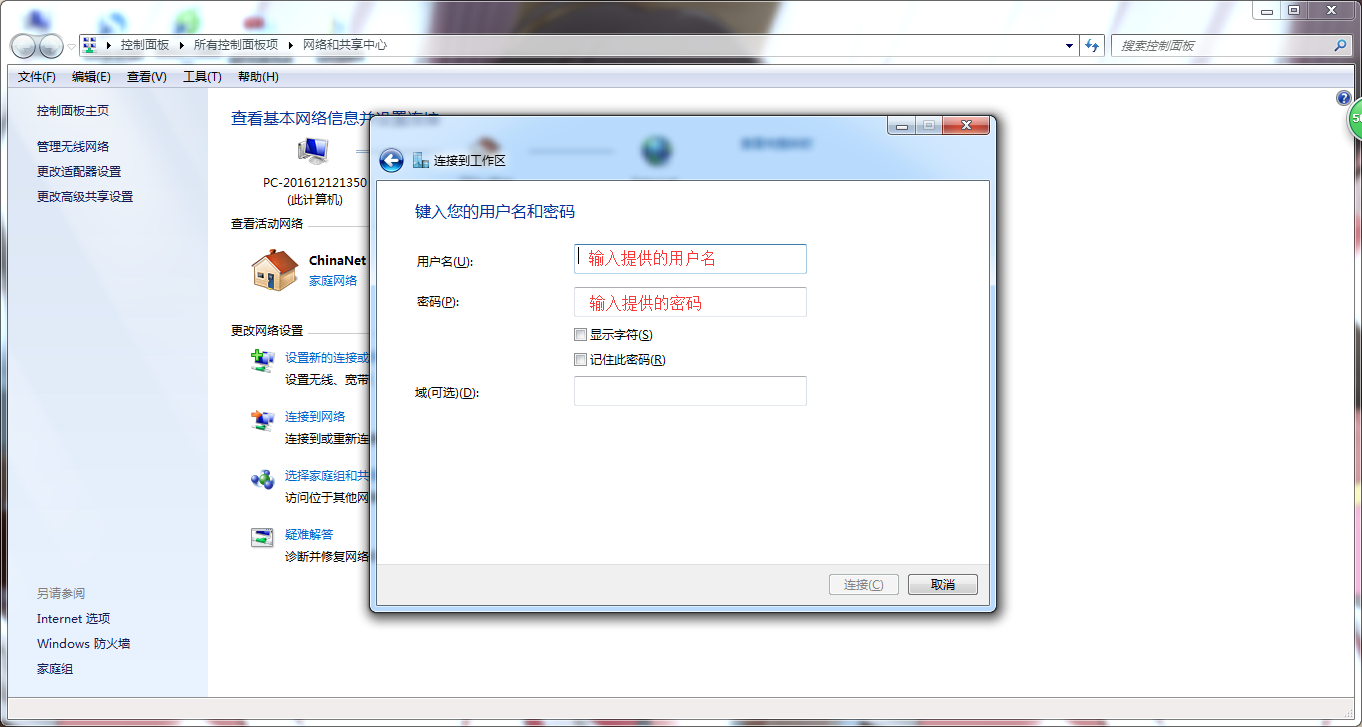 控制面板 所有控制面板项 网络和共享中心
搜索控制面板
文件(F) 编辑(E) 查看(V) 工具(T) 帮助(H)
控制面板主页
管理无线网络
更改适配器设置
更改高级共享设置
查看基本网络信息并设置连接
PC-201612121350
(此计算机)
查看活动网络
ChinaNet
家庭网络
更改网络设置
设置新的连接或
设置无线、宽带
连接到网络
连接到或重新连
选择家庭组和共
访问位于其他网
疑难解答
诊断并修复网络
另请参阅
Internet 选项
Windows 防火墙
家庭组
连接到工作区
键入您的用户名和密码
用户名(U):
输入提供的用户名
密码(P):
输入提供的密码
显示字符(S)
记住此密码(R)
域(可选)(D):
连接(C)
取消